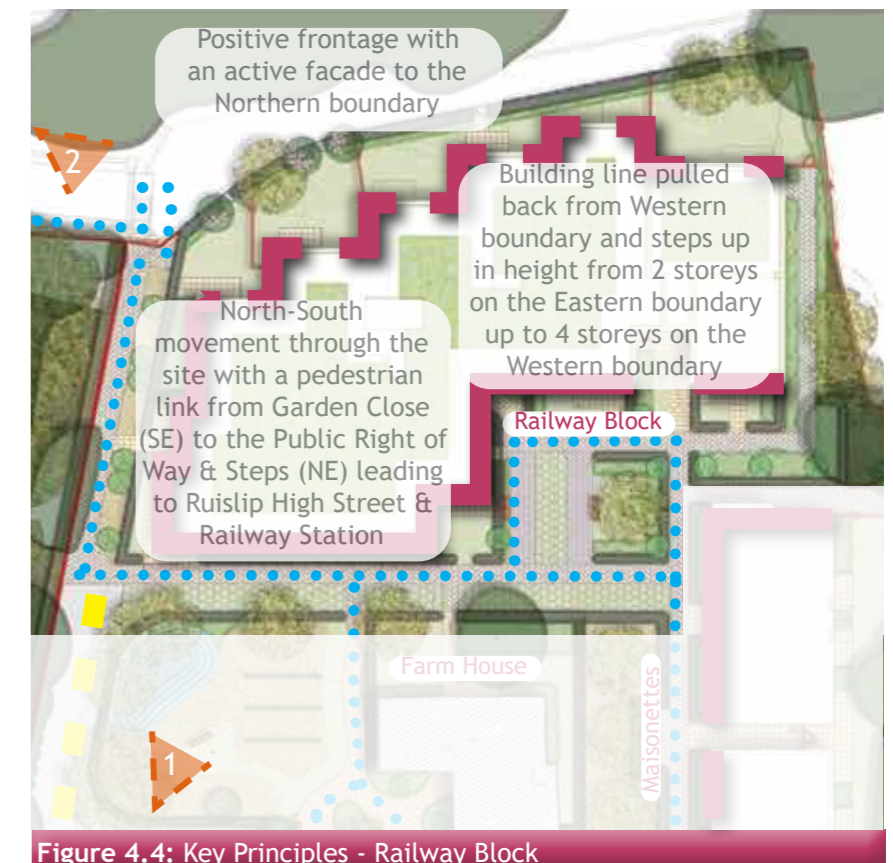 Positive frontage with
an active facade to the
Northern boundary
2
Building line pulled
back from Western
boundary and steps up
in height from 2 storeys
on the Eastern boundary
up to 4 storeys on the
Western boundary
North-South
movement through the
site with a pedestrian
link from Garden Close
(SE) to the Public Right of
Way & Steps (NE) leading
to Ruislip High Street &
Railway Station
Railway Block
Farm House
Maisonettes
1
Figure 4.4: Key Principles - Railway Block